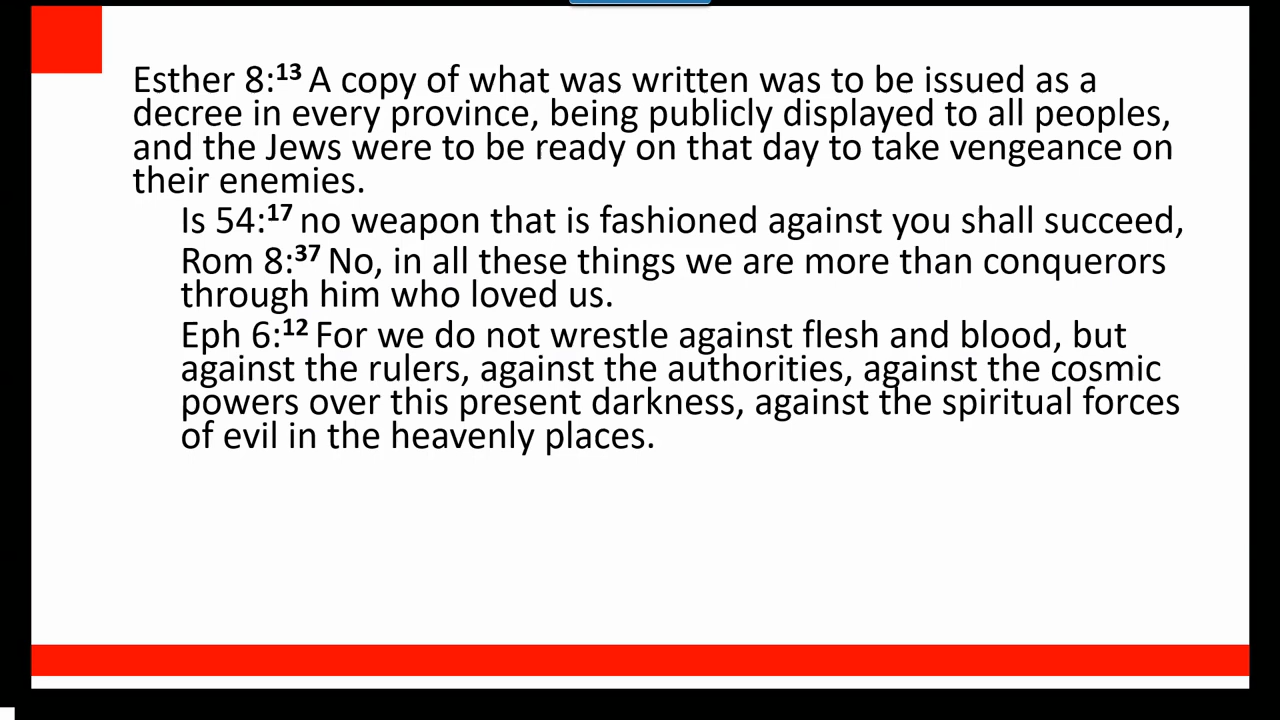 Esther 8:13 A copy of what was written was to be issued as a
decree in every province, being publicly displayed to all peoples,
and the Jews were to be ready on that day to take vengeance on
their enemies.
Is 54:17 no weapon that is fashioned against you shall succeed,
Rom 8:37 No, in all these things we are more than conquerors
through him who loved us.
Eph 6:12 For we do not wrestle against flesh and blood, but
against the rulers, against the authorities, against the cosmic
powers over this present darkness, against the spiritual forces
of evil in the heavenly places.